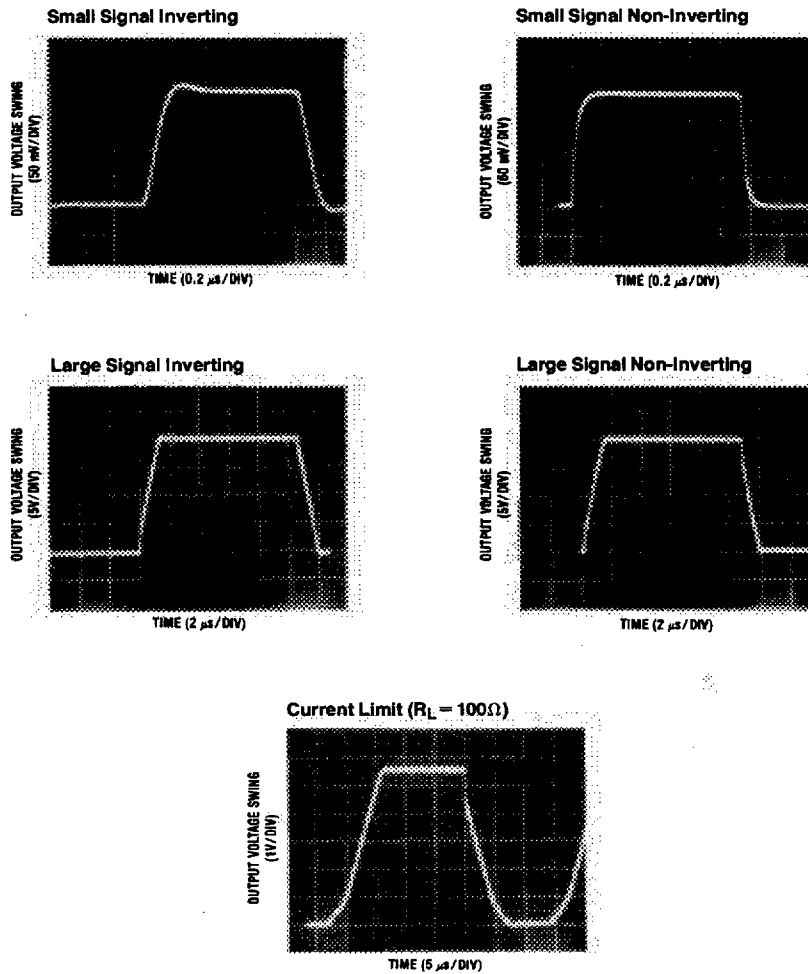 Small Signal Inverting
OUTPUT VOLTAGE SWING
(50 mV/DIV)
TIME (0.2 μs/DIV)
Small Signal Non-Inverting
OUTPUT VOLTAGE SWING
(50 mV/DIV)
TIME (0.2 μs/DIV)
Large Signal Inverting
OUTPUT VOLTAGE SWING
(5V/DIV)
TIME (2 μs/DIV)
Large Signal Non-Inverting
OUTPUT VOLTAGE SWING
(5V/DIV)
TIME (2 μs/DIV)
Current Limit (RL = 100Ω)
OUTPUT VOLTAGE SWING
(1V/DIV)
TIME (5 μs/DIV)